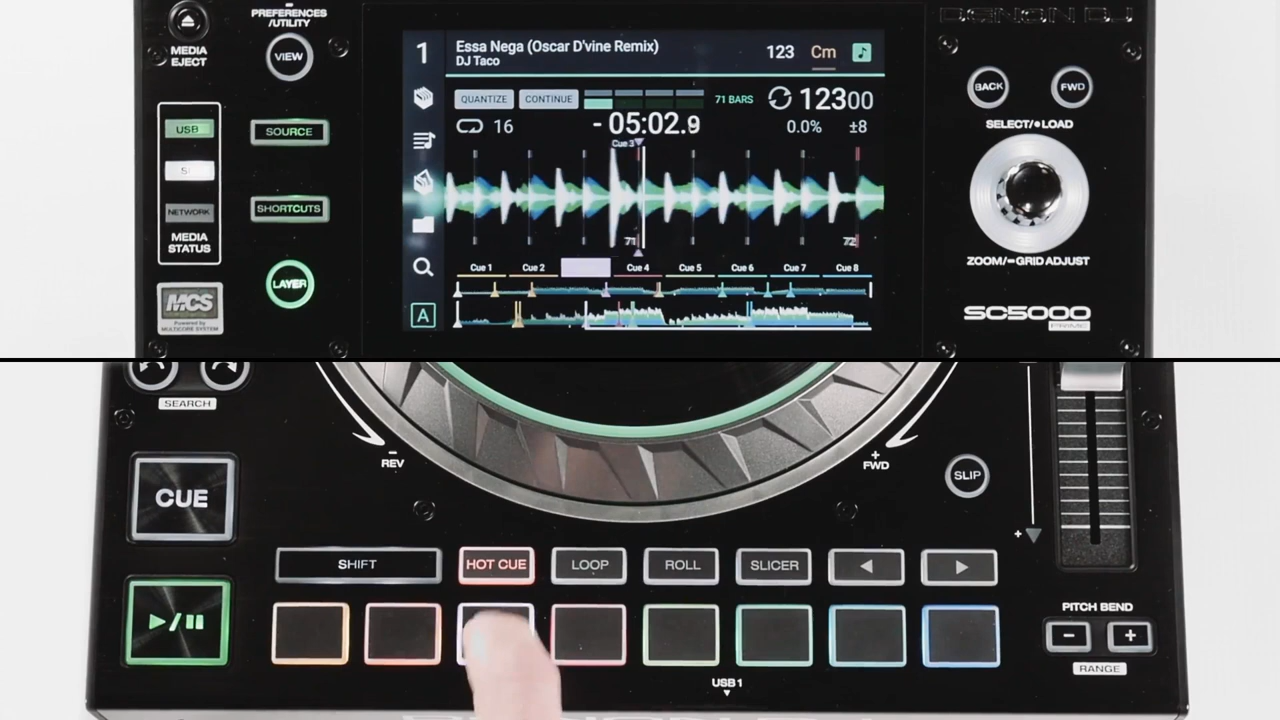 PREFERENCES
/UTILITY
DENON DJ
MEDIA
EJECT
VIEW
1
Essa Nega (Oscar D'vine Remix)
DJ Taco
123
Cm
BACK
FWD
USB
SOURCE
QUANTIZE
CONTINUE
71 BARS
12300
SELECT/•LOAD
16
- 05:02.9
0.0%
±8
Cue 3
NETWORK
SHORTCUTS
MEDIA
STATUS
71
72
ZOOM/━GRID ADJUST
Cue 1
Cue 2
Cue 4
Cue 5
Cue 6
Cue 7
Cue 8
LAYER
MCS
Powered by
MULTICORE SYSTEM
A
SC5000
PRIME
SEARCH
-
REV
+
FWD
SLIP
CUE
+
SHIFT
HOT CUE
LOOP
ROLL
SLICER
PITCH BEND
-
+
RANGE
USB 1